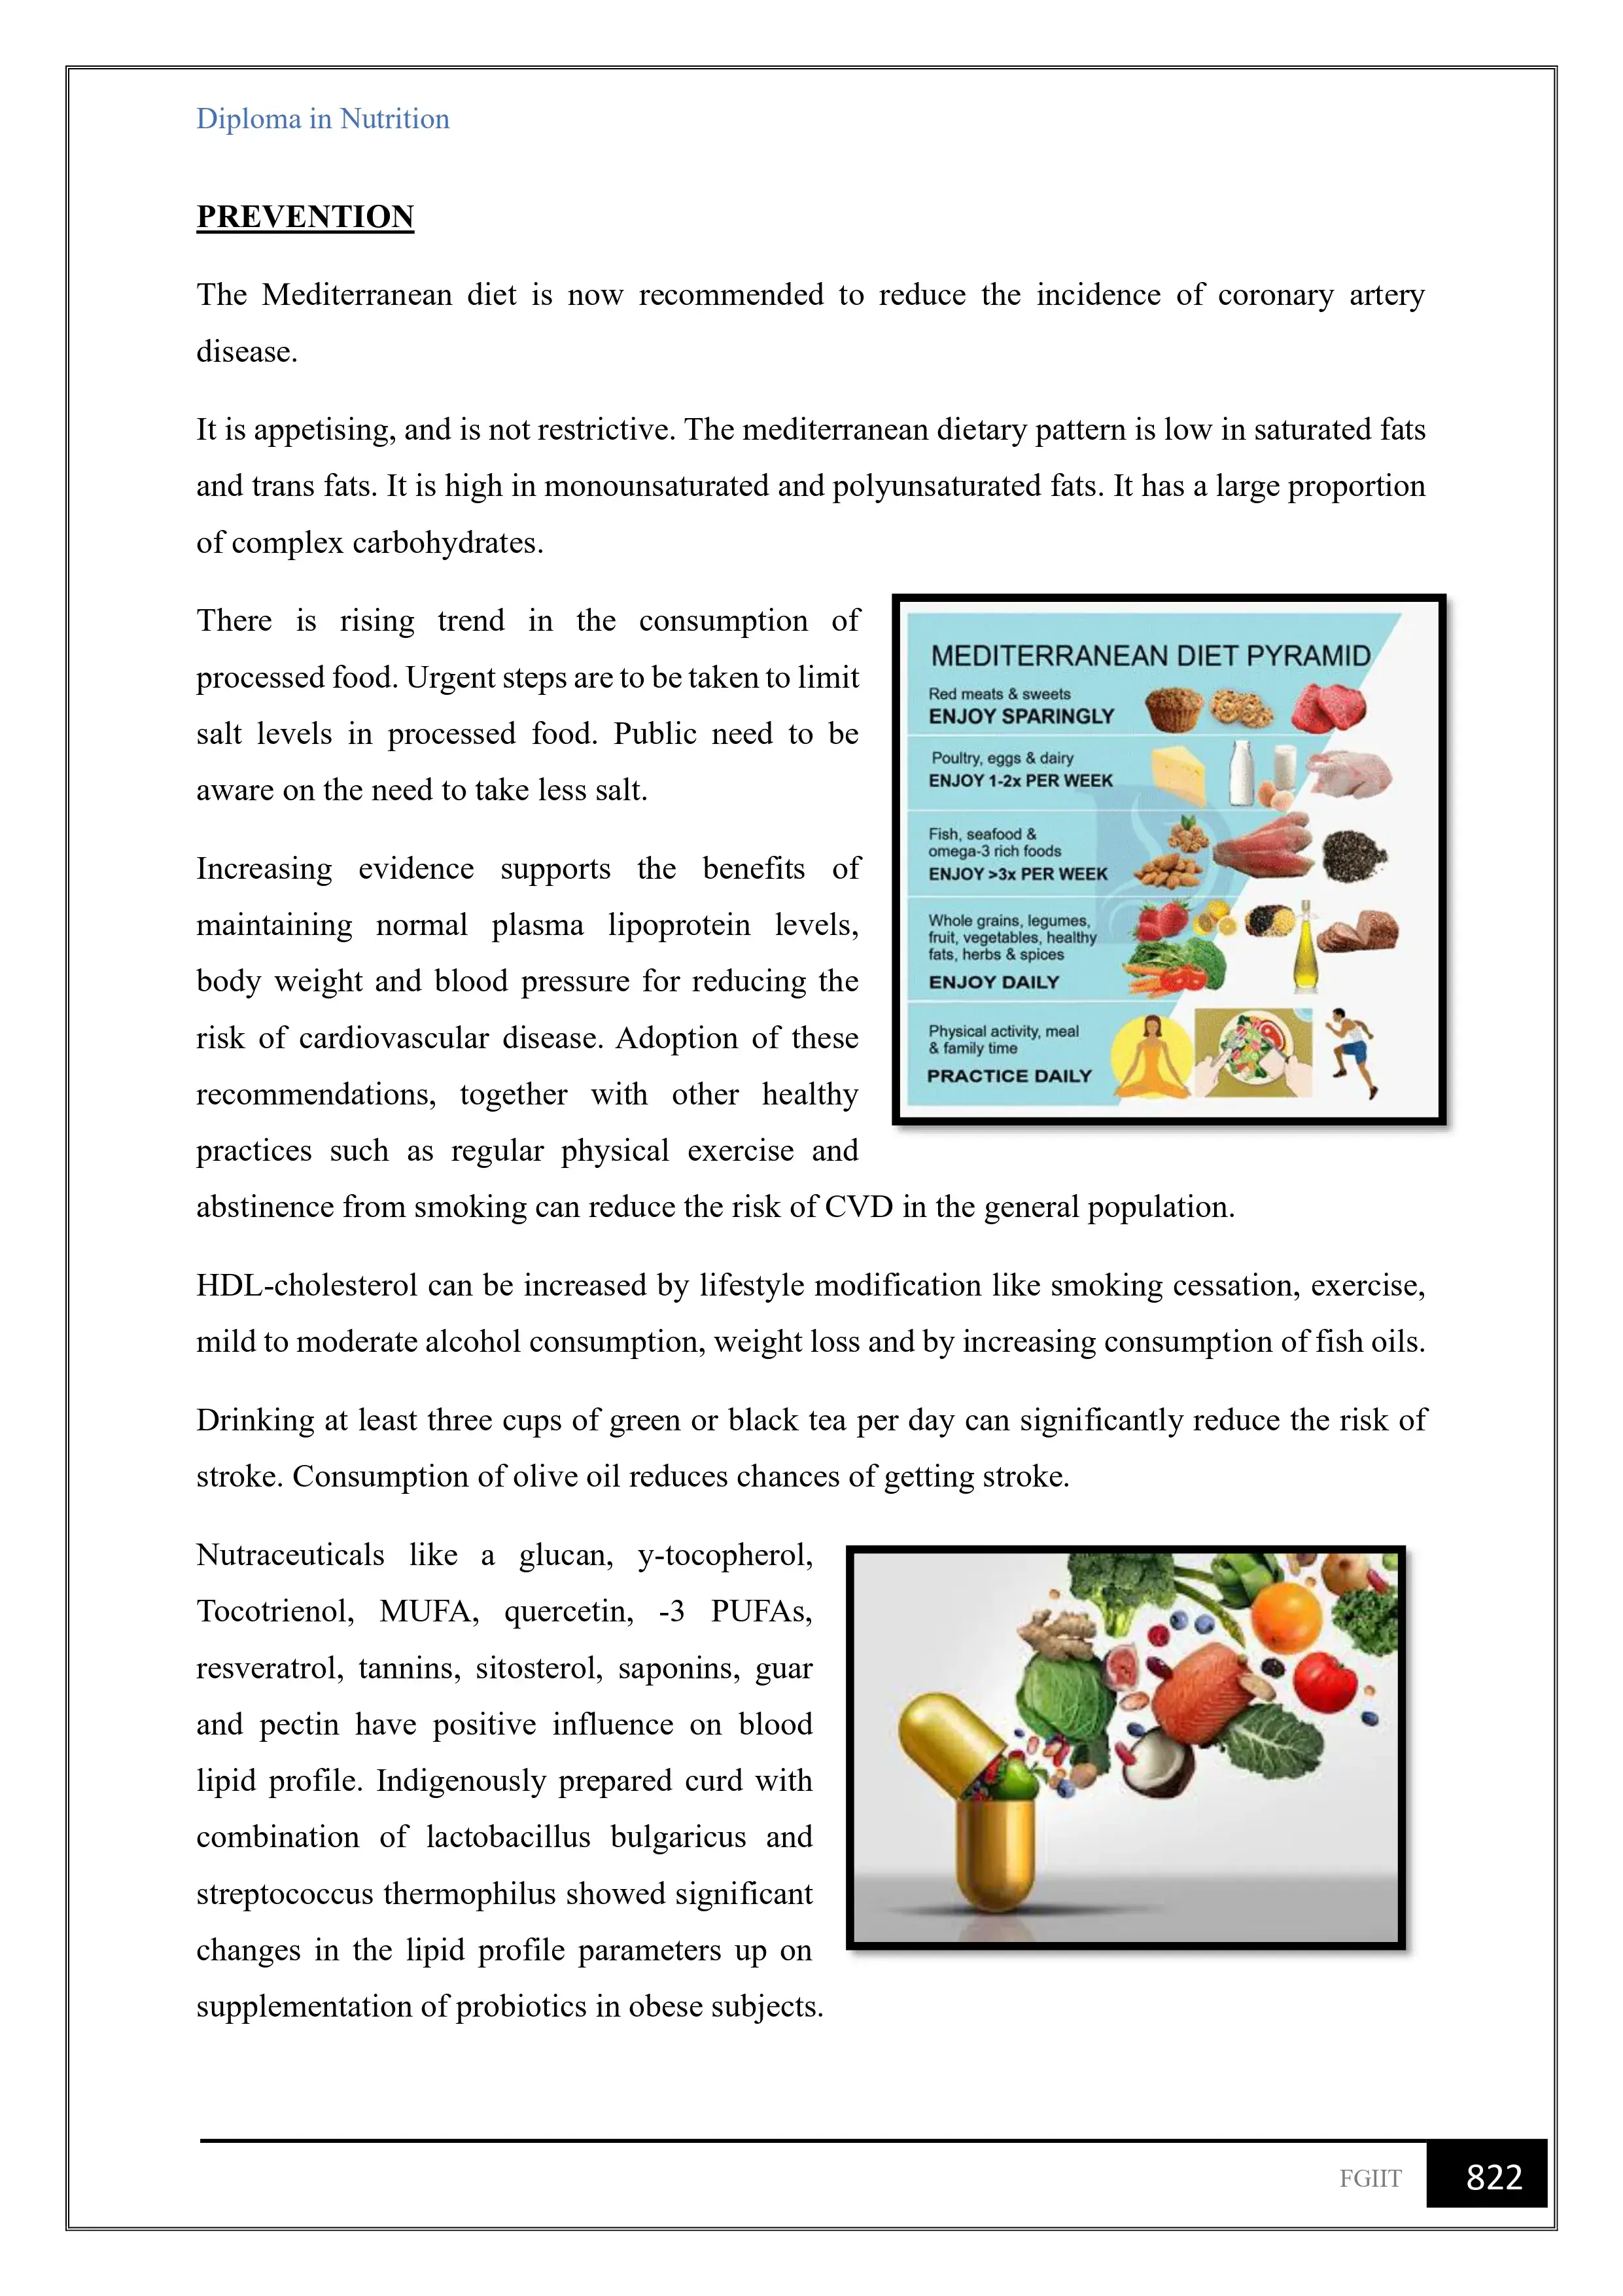 Diploma in Nutrition
PREVENTION
The Mediterranean diet is now recommended to reduce the incidence of coronary artery
disease.
It is appetising, and is not restrictive. The mediterranean dietary pattern is low in saturated fats
and trans fats. It is high in monounsaturated and polyunsaturated fats. It has a large proportion
of complex carbohydrates.
There is rising trend in the consumption of
processed food. Urgent steps are to be taken to limit
salt levels in processed food. Public need to be
aware on the need to take less salt.
Increasing evidence supports the benefits of
maintaining normal plasma lipoprotein levels,
body weight and blood pressure for reducing the
risk of cardiovascular disease. Adoption of these
recommendations, together with other healthy
practices such as regular physical exercise and
abstinence from smoking can reduce the risk of CVD in the general population.
MEDITERRANEAN DIET PYRAMID
Red meats & sweets
ENJOY SPARINGLY
Poultry, eggs & dairy
ENJOY 1-2x PER WEEK
Fish, seafood &
omega-3 rich foods
ENJOY >3x PER WEEK
Whole grains, legumes,
fruit, vegetables, healthy
fats, herbs & spices
ENJOY DAILY
Physical activity, meal
& family time
PRACTICE DAILY
HDL-cholesterol can be increased by lifestyle modification like smoking cessation, exercise,
mild to moderate alcohol consumption, weight loss and by increasing consumption of fish oils.
Drinking at least three cups of green or black tea per day can significantly reduce the risk of
stroke. Consumption of olive oil reduces chances of getting stroke.
Nutraceuticals like a glucan, y-tocopherol,
Tocotrienol, MUFA, quercetin, -3 PUFAs,
resveratrol, tannins, sitosterol, saponins, guar
and pectin have positive influence on blood
lipid profile. Indigenously prepared curd with
combination of lactobacillus bulgaricus and
streptococcus thermophilus showed significant
changes in the lipid profile parameters up on
supplementation of probiotics in obese subjects.
FGIIT 822